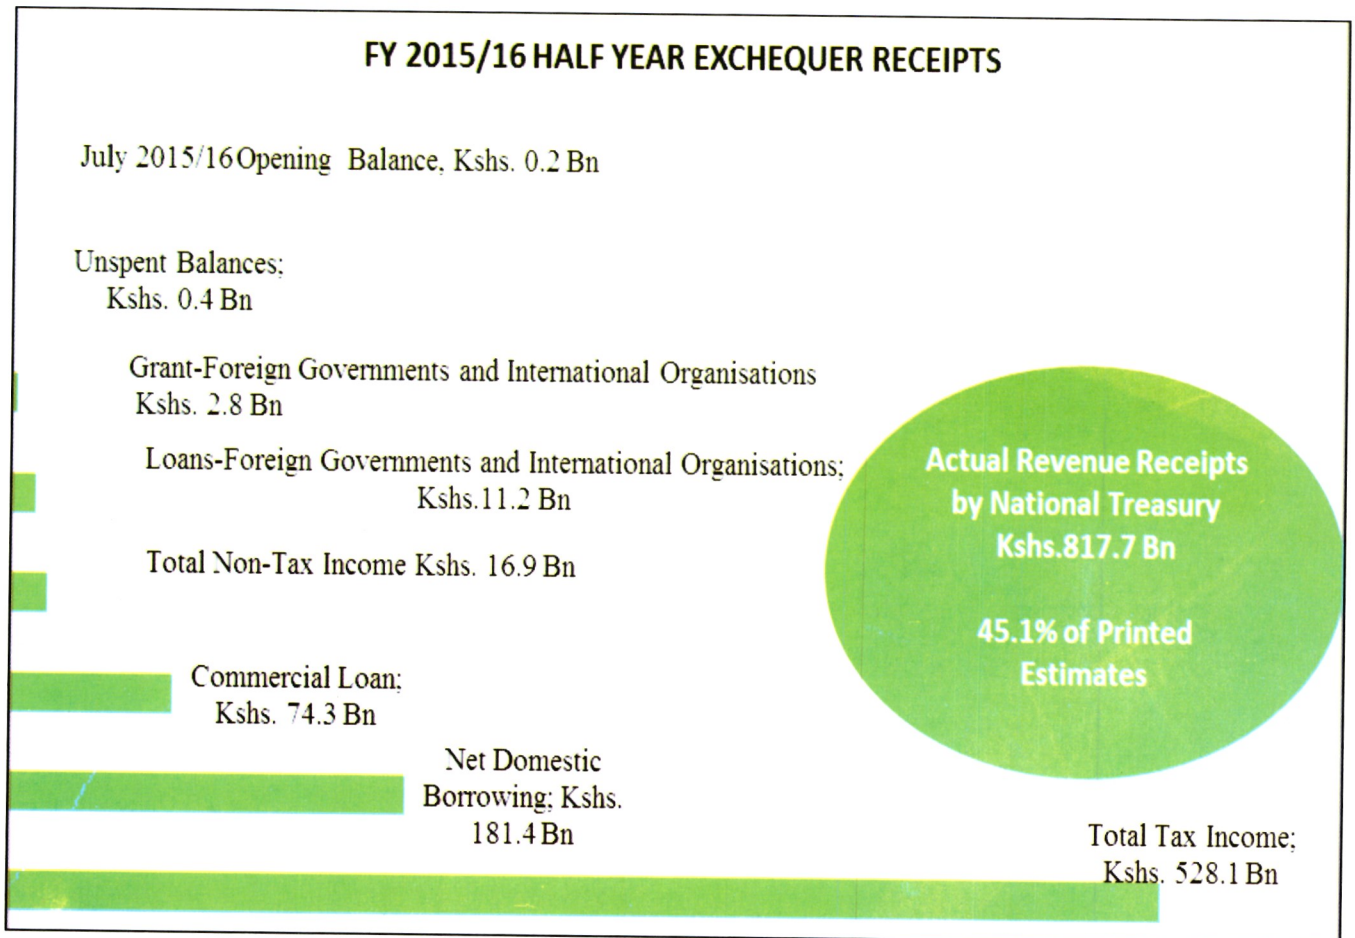 FY 2015/16 HALF YEAR EXCHEQUER RECEIPTS
July 2015/16 Opening Balance, Kshs. 0.2 Bn
Unspent Balances;
Kshs. 0.4 Bn
Grant-Foreign Governments and International Organisations
Kshs. 2.8 Bn
Loans-Foreign Governments and International Organisations;
Kshs.11.2 Bn
Total Non-Tax Income Kshs. 16.9 Bn
Commercial Loan;
Kshs. 74.3 Bn
Net Domestic
Borrowing; Kshs.
181.4 Bn
Total Tax Income;
Kshs. 528.1 Bn
Actual Revenue Receipts
by National Treasury
Kshs.817.7 Bn
45.1% of Printed
Estimates